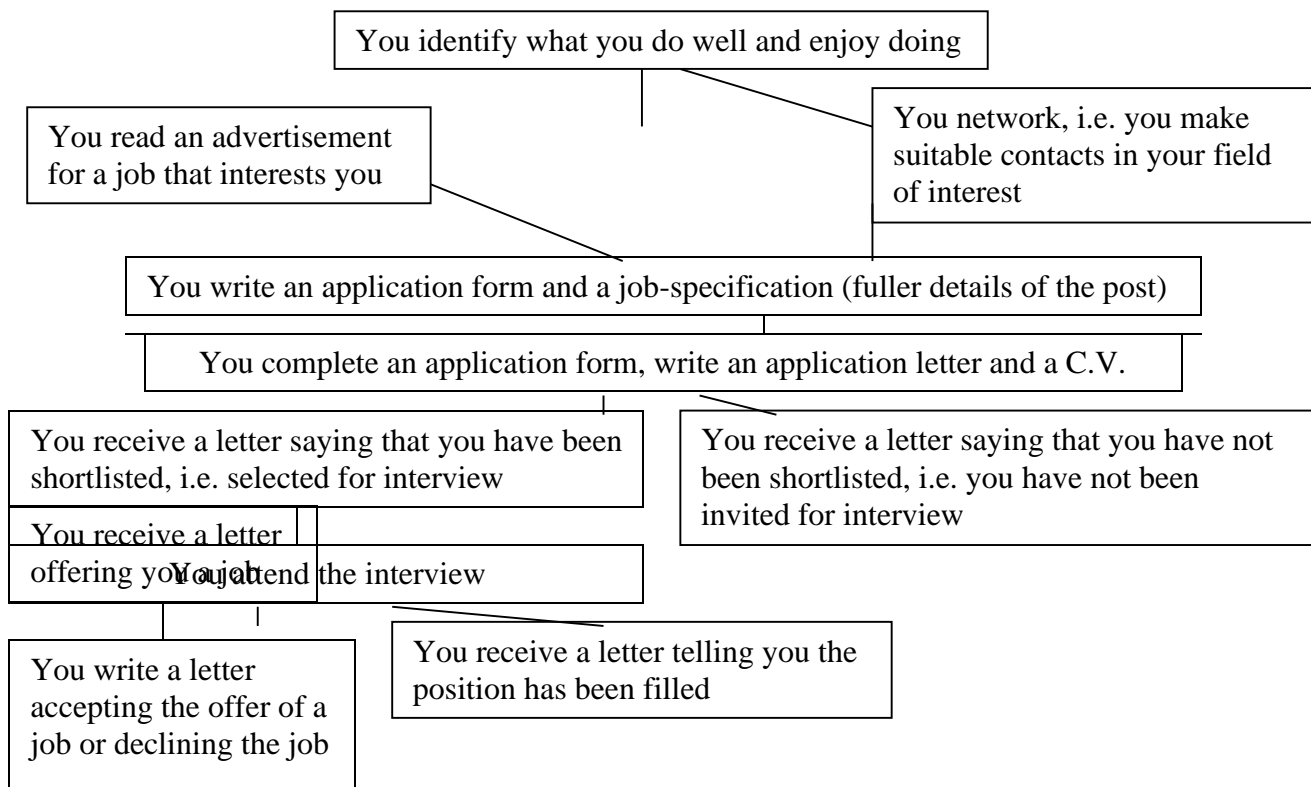 You identify what you do well and enjoy doing
You read an advertisement
for a job that interests you
You network, i.e. you make
suitable contacts in your field
of interest
You write an application form and a job-specification (fuller details of the post)
You complete an application form, write an application letter and a C.V.
You receive a letter saying that you have been
shortlisted, i.e. selected for interview
You receive a letter saying that you have not
been shortlisted, i.e. you have not been
invited for interview
You receive a letter
offering you a job
You attend the interview
You write a letter
accepting the offer of a
job or declining the job
You receive a letter telling you the
position has been filled